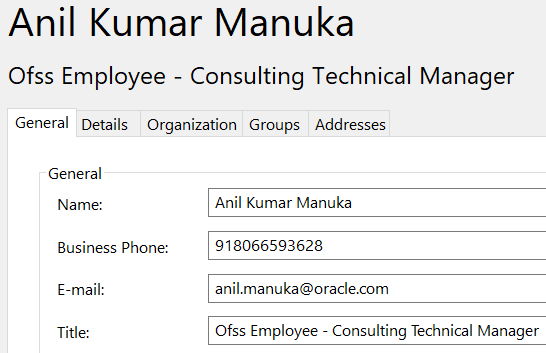 Anil Kumar Manuka
Ofss Employee - Consulting Technical Manager
General Details Organization Groups Addresses
General
Name: Anil Kumar Manuka
Business Phone: 918066593628
E-mail: anil.manuka@oracle.com
Title: Ofss Employee - Consulting Technical Manager